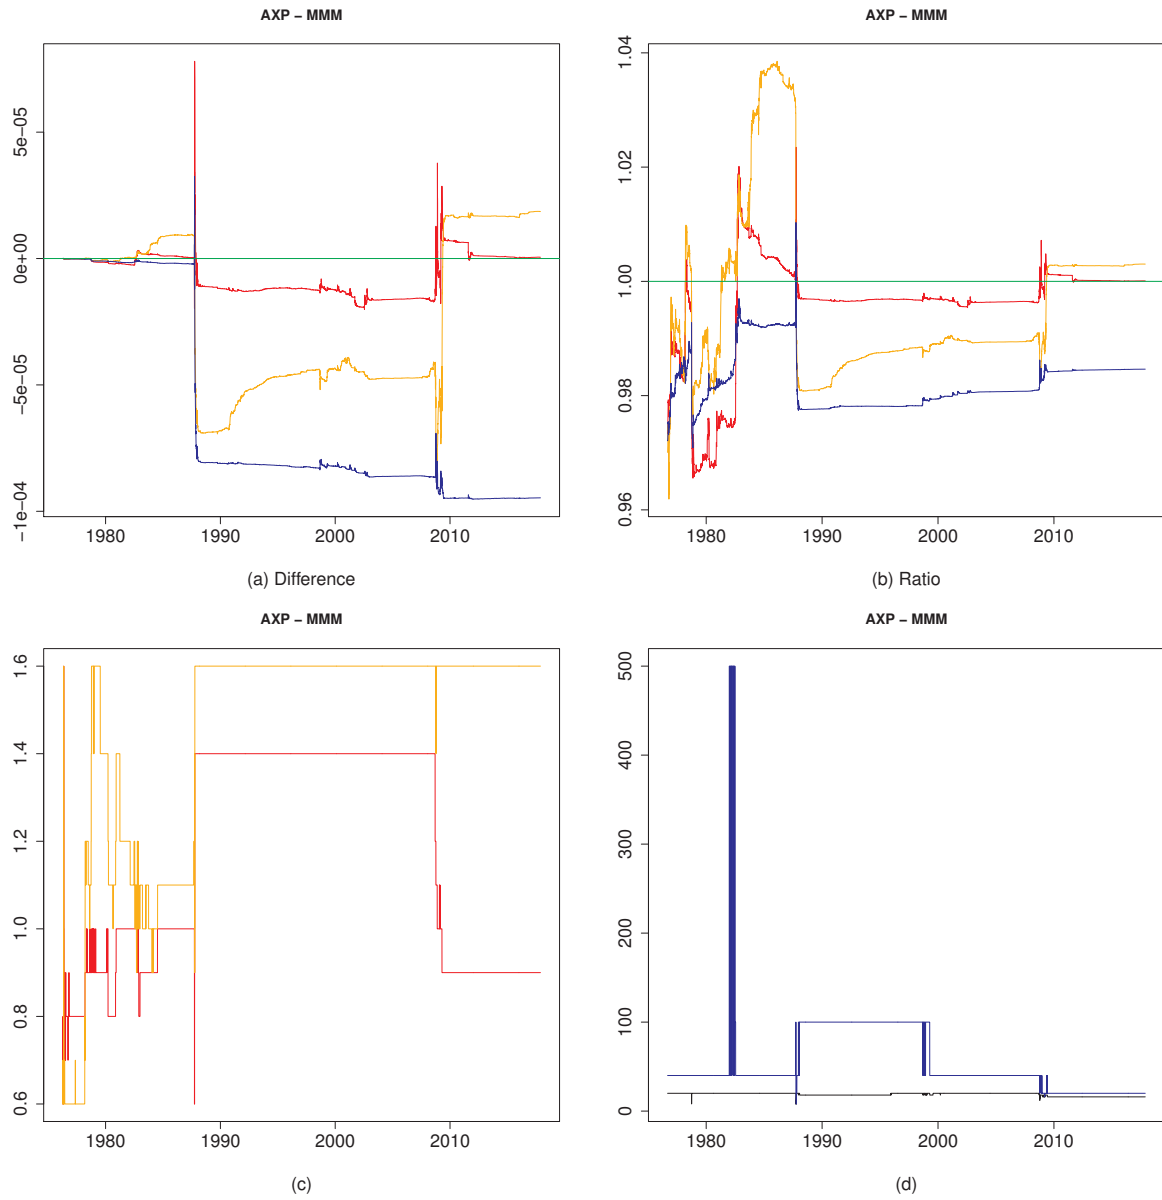 AXP − MMM
AXP − MMM
5e−05
0e+00
−5e−05
−1e−04
1980 1990 2000 2010
(a) Difference
1.04
1.02
1.00
0.98
0.96
1980 1990 2000 2010
(b) Ratio
AXP − MMM
AXP − MMM
1.6
1.4
1.2
1.0
0.8
0.6
1980 1990 2000 2010
(c)
500
400
300
200
100
0
1980 1990 2000 2010
(d)